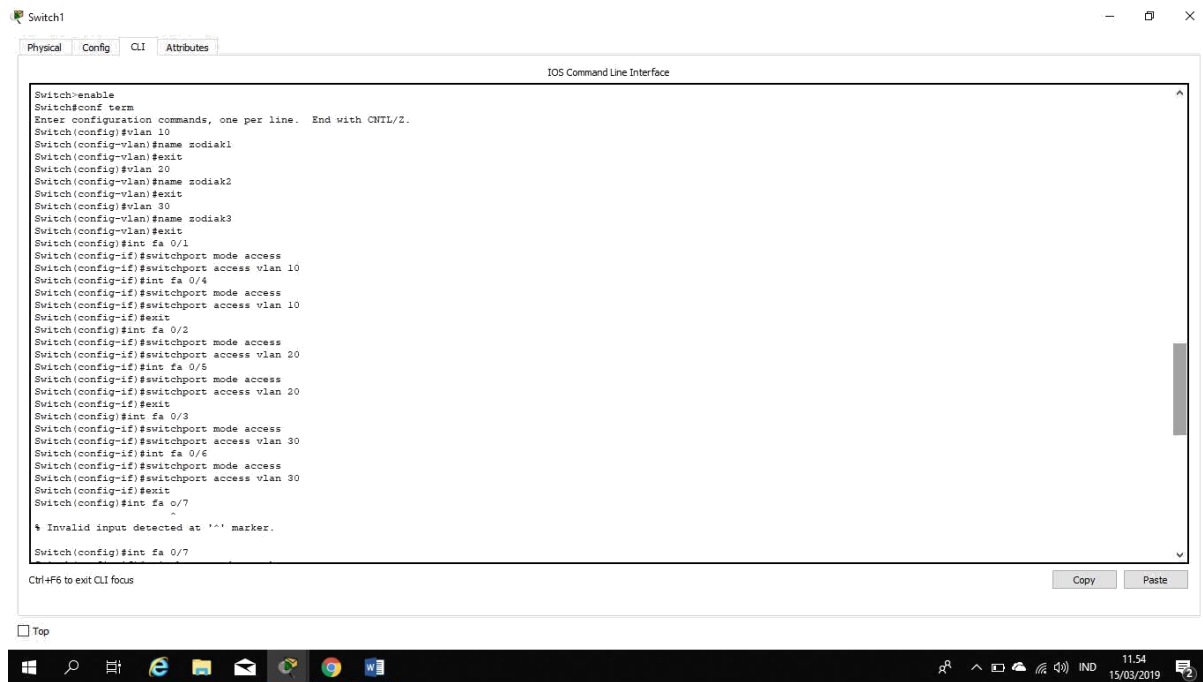 Switch1
Physical Config CLI Attributes
IOS Command Line Interface
Switch>enable
Switch#conf term
Enter configuration commands, one per line. End with CNTL/Z.
Switch(config)#vlan 10
Switch(config-vlan)#name zodiak1
Switch(config-vlan)#exit
Switch(config)#vlan 20
Switch(config-vlan)#name zodiak2
Switch(config-vlan)#exit
Switch(config)#vlan 30
Switch(config-vlan)#name zodiak3
Switch(config-vlan)#exit
Switch(config)#int fa 0/1
Switch(config-if)#switchport mode access
Switch(config-if)#switchport access vlan 10
Switch(config-if)#int fa 0/4
Switch(config-if)#switchport mode access
Switch(config-if)#switchport access vlan 10
Switch(config-if)#exit
Switch(config)#int fa 0/2
Switch(config-if)#switchport mode access
Switch(config-if)#switchport access vlan 20
Switch(config-if)#int fa 0/5
Switch(config-if)#switchport mode access
Switch(config-if)#switchport access vlan 20
Switch(config-if)#exit
Switch(config)#int fa 0/3
Switch(config-if)#switchport mode access
Switch(config-if)#switchport access vlan 30
Switch(config-if)#int fa 0/6
Switch(config-if)#switchport mode access
Switch(config-if)#switchport access vlan 30
Switch(config-if)#exit
Switch(config)#int fa o/7
^
% Invalid input detected at '^' marker.
Switch(config)#int fa 0/7
Ctrl+F6 to exit CLI focus
Copy Paste
Top
IND
11.54
15/03/2019
2